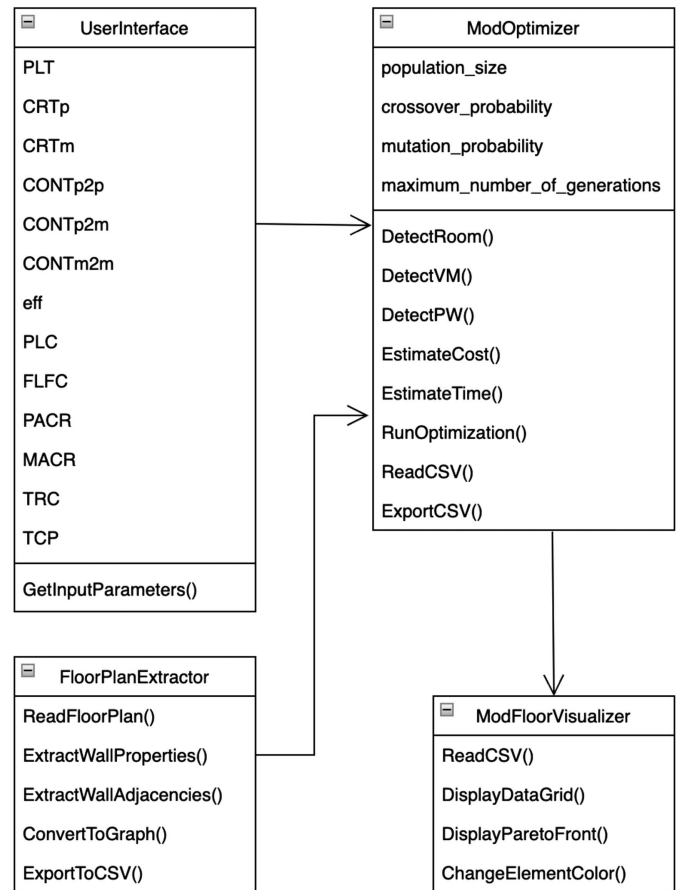 UserInterface
PLT
CRTp
CRTm
CONTp2p
CONTp2m
CONTm2m
eff
PLC
FLFC
PACR
MACR
TRC
TCP
GetInputParameters()
ModOptimizer
population_size
crossover_probability
mutation_probability
maximum_number_of_generations
DetectRoom()
DetectVM()
DetectPW()
EstimateCost()
EstimateTime()
RunOptimization()
ReadCSV()
ExportCSV()
FloorPlanExtractor
ReadFloorPlan()
ExtractWallProperties()
ExtractWallAdjacencies()
ConvertToGraph()
ExportToCSV()
ModFloorVisualizer
ReadCSV()
DisplayDataGrid()
DisplayParetoFront()
ChangeElementColor()